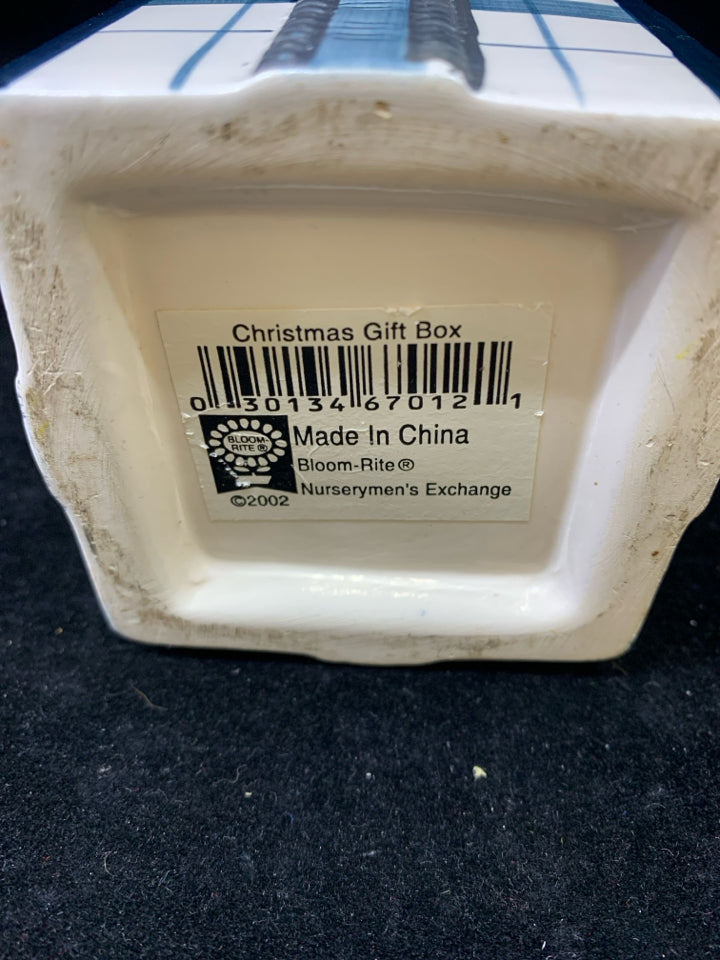 Christmas Gift Box
0 30134 67012 1
BLOOM-
RITE ®
Made In China
Bloom-Rite®
Nurserymen's Exchange
©2002